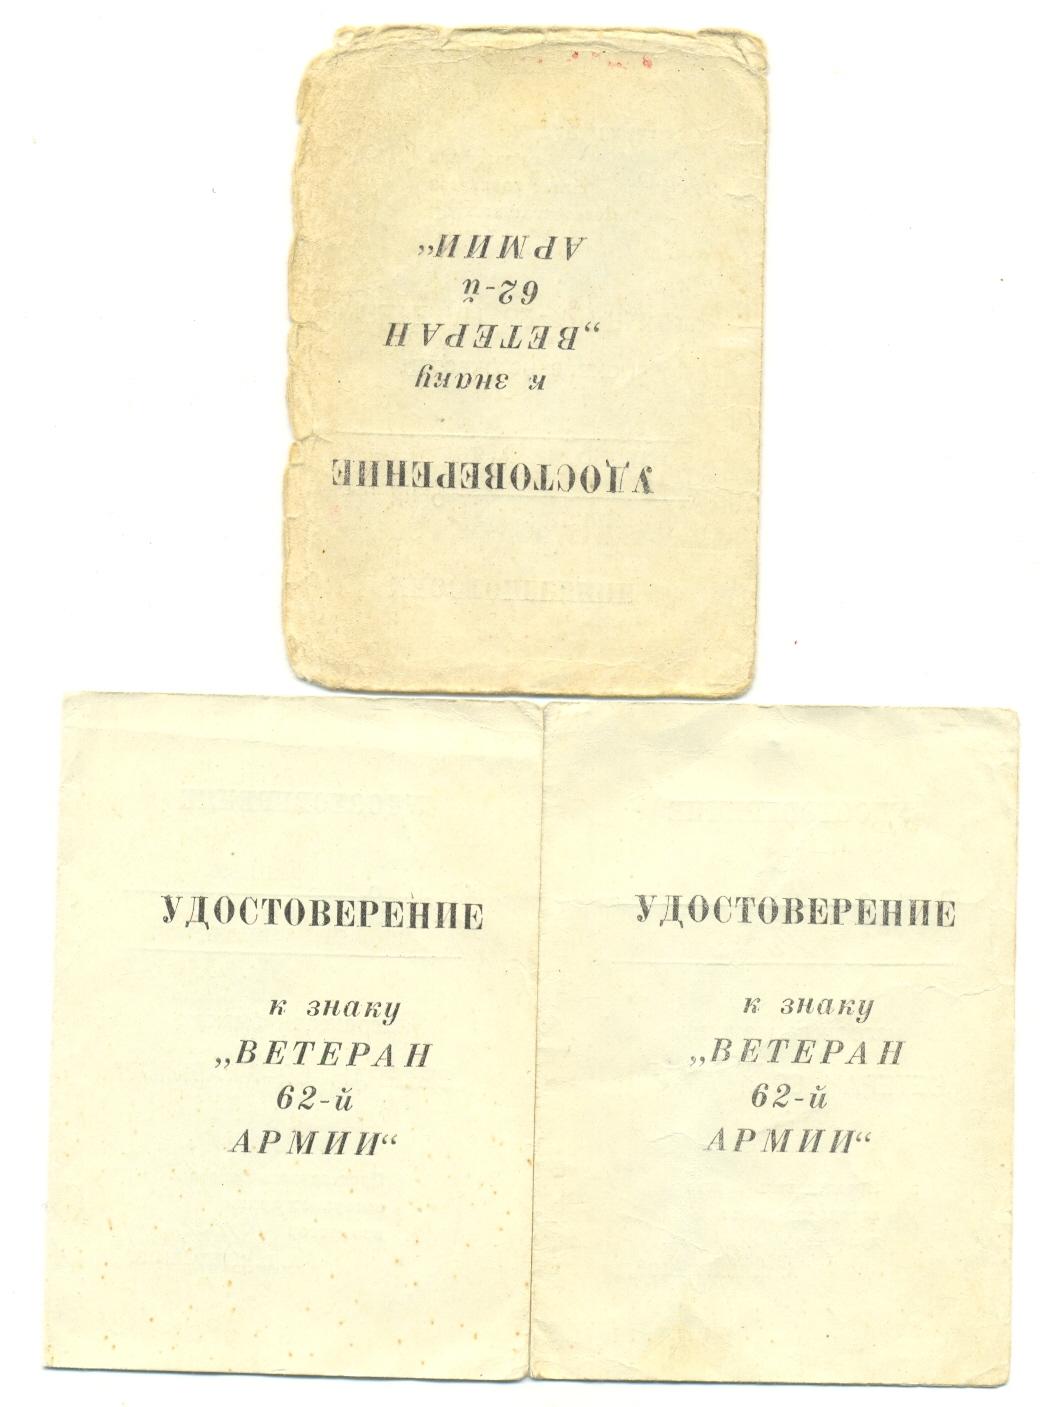 УДОСТОВЕРЕНИЕ
к знаку
„ВЕТЕРАН
62-й
АРМИИ“
УДОСТОВЕРЕНИЕ
к знаку
„ВЕТЕРАН
62-й
АРМИИ“
УДОСТОВЕРЕНИЕ
к знаку
„ВЕТЕРАН
62-й
АРМИИ“